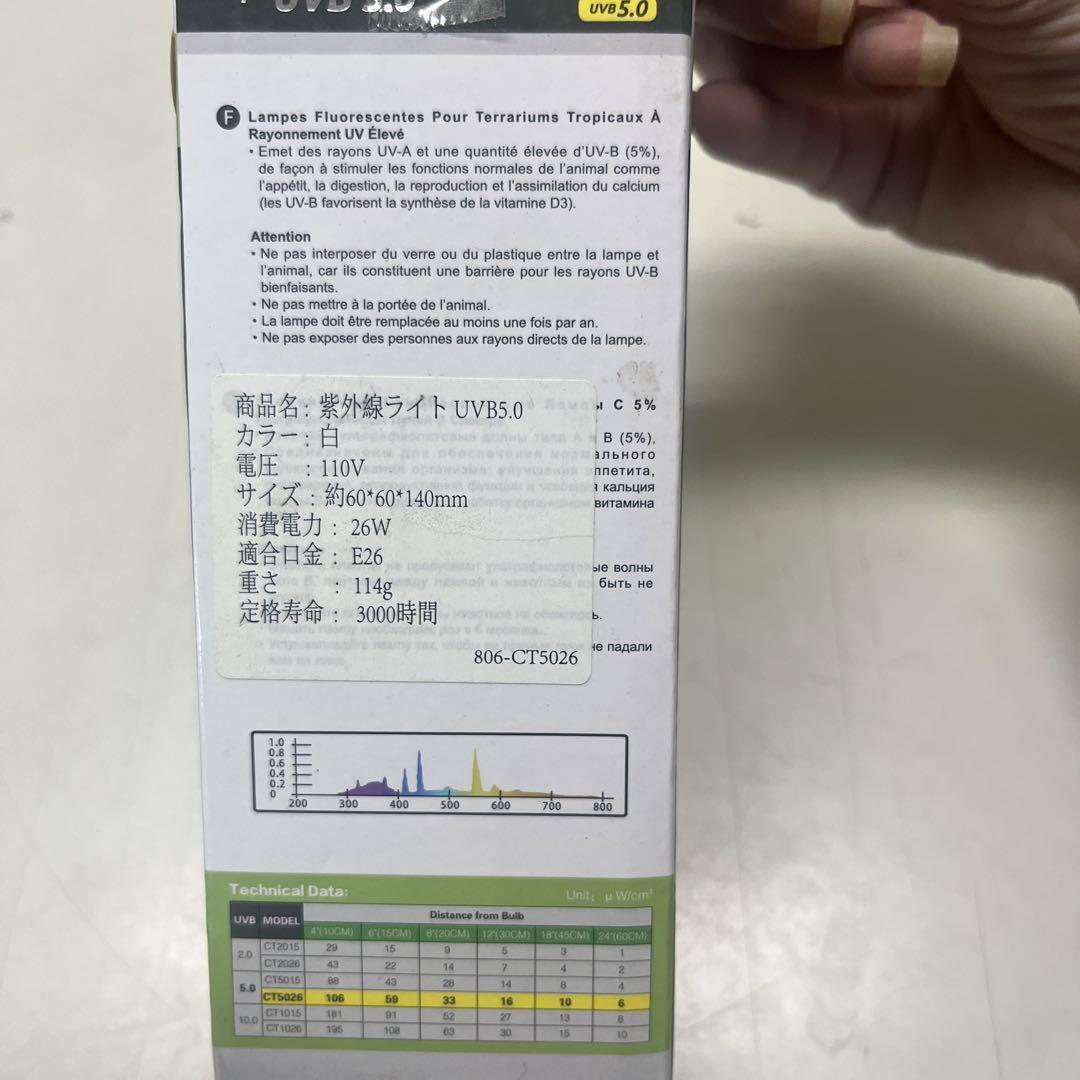 UVB 5.0
UVB5.0
F Lampes Fluorescentes Pour Terrariums Tropicaux À
Rayonnement UV Élevé
• Emet des rayons UV-A et une quantité élevée d'UV-B (5%),
de façon à stimuler les fonctions normales de l'animal comme
l'appétit, la digestion, la reproduction et l'assimilation du calcium
(les UV-B favorisent la synthèse de la vitamine D3).
Attention
• Ne pas interposer du verre ou du plastique entre la lampe et
l'animal, car ils constituent une barrière pour les rayons UV-B
bienfaisants.
• Ne pas mettre à la portée de l'animal.
• La lampe doit être remplacée au moins une fois par an.
• Ne pas exposer des personnes aux rayons directs de la lampe.
商品名: 紫外線ライト UVB5.0
カラー: 白
電圧 : 110V
サイズ: 約60*60*140mm
消費電力: 26W
適合口金: E26
重さ : 114g
定格寿命: 3000時間
806-CT5026
С 5%
В (5%),
кальция
витамина
волны
быть не
не падали
1.0
0.8
0.6
0.4
0.2
0
200 300 400 500 600 700 800
Technical Data: Unit: μW/cm²
UVB MODEL Distance from Bulb
4"(10CM) 6"(15CM) 8"(20CM) 12"(30CM) 18"(45CM) 24"(60CM)
2.0 CT2015 29 15 9 5 3 1
CT2026 43 22 14 7 4 2
5.0 CT5015 88 43 28 14 8 4
CT5026 106 59 33 16 10 6
10.0 CT1015 181 91 52 27 13 8
CT1026 195 108 63 30 15 10